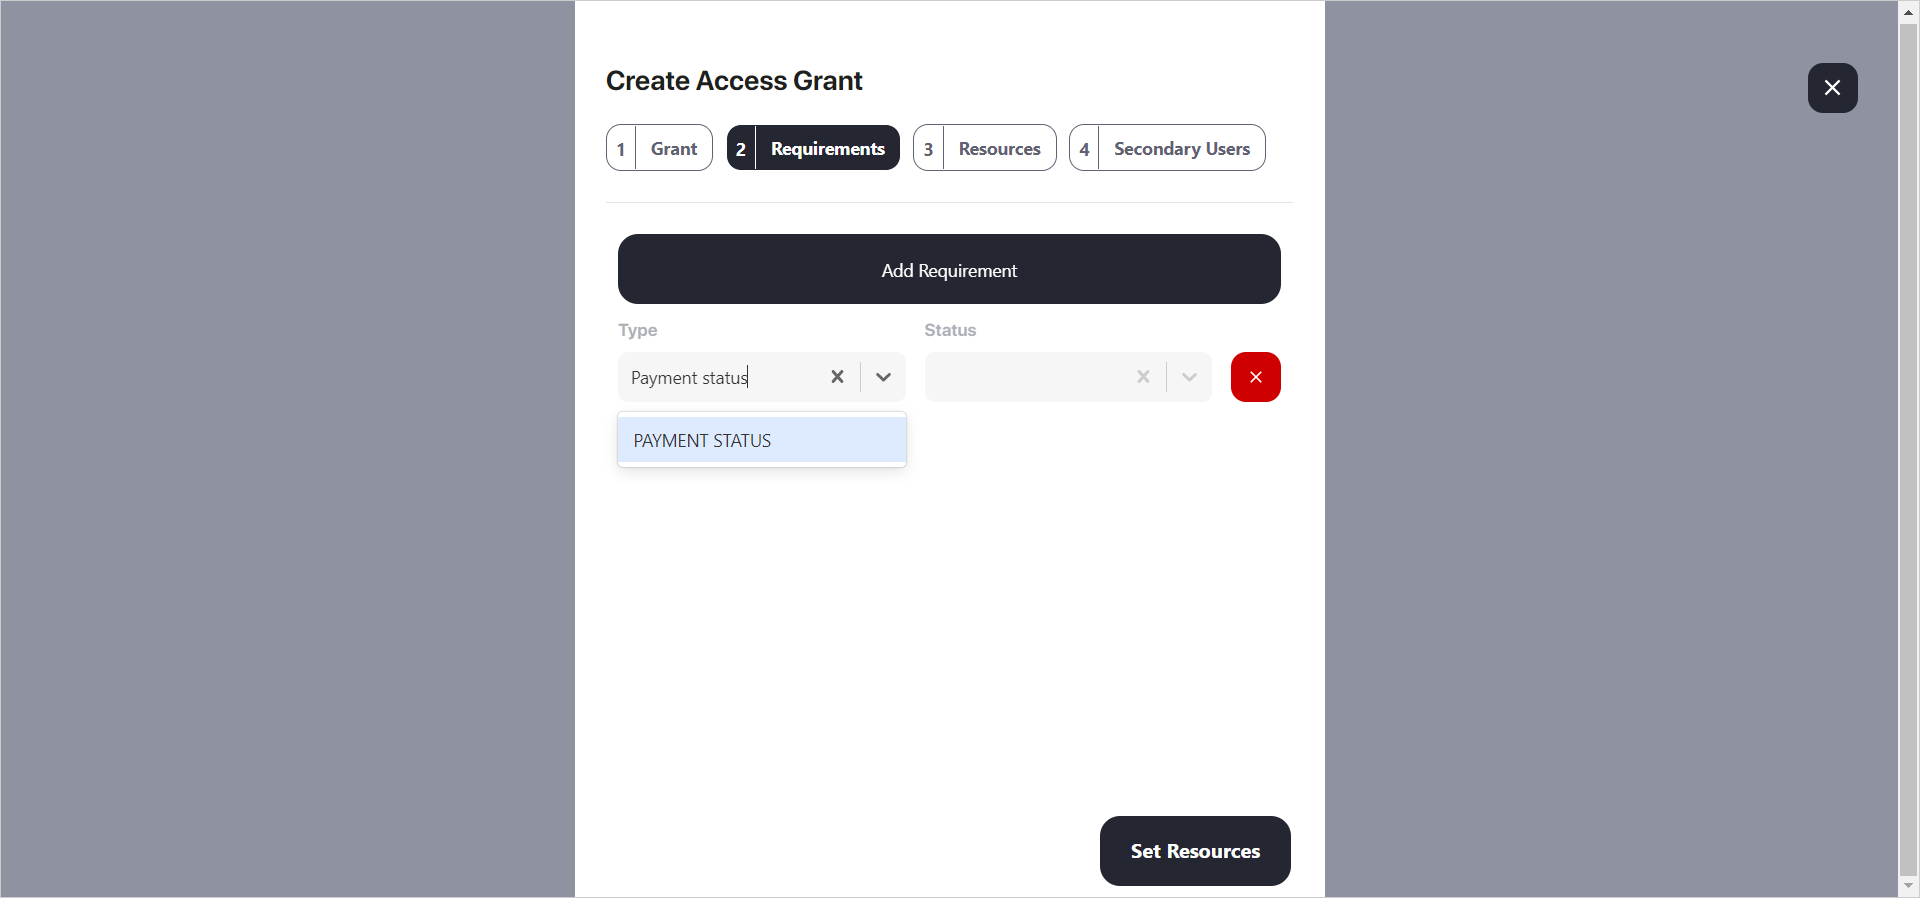 Create Access Grant
1 Grant 2 Requirements 3 Resources 4 Secondary Users
Add Requirement
Type Status
Payment status
PAYMENT STATUS
Set Resources